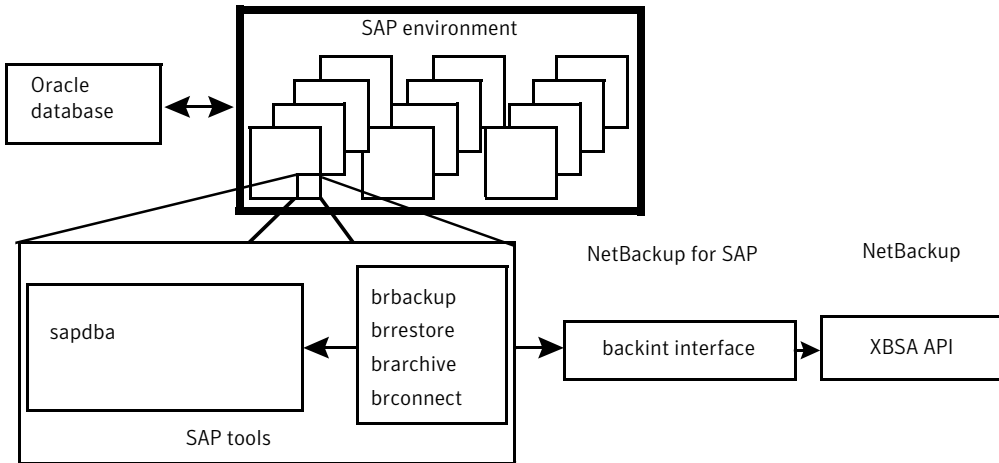 SAP environment
Oracle
database
NetBackup for SAP
NetBackup
sapdba
brbackup
brrestore
brarchive
brconnect
backint interface
XBSA API
SAP tools